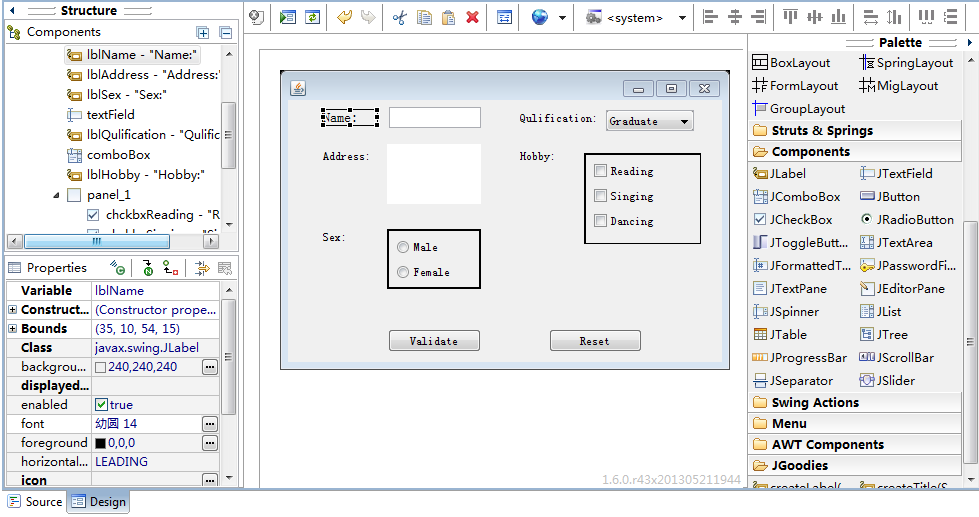 Structure
Components
lblName - "Name:"
lblAddress - "Address:"
lblSex - "Sex:"
textField
lblQulification - "Qulific
comboBox
lblHobby - "Hobby:"
panel_1
chckbxReading - "R
Properties
Variable lblName
Construct... (Constructor prope...
Bounds (35, 10, 54, 15)
Class javax.swing.JLabel
backgrou... 240,240,240 ...
displayed...
enabled true
font 幼圆 14 ...
foreground 0,0,0 ...
horizontal... LEADING
icon ...
Source Design
<system>
Name: Qulification: Graduate
Address: Hobby:
Reading
Singing
Dancing
Sex:
Male
Female
Validate Reset
1.6.0.r43x201305211944
Palette
BoxLayout SpringLayout
FormLayout MigLayout
GroupLayout
Struts & Springs
Components
JLabel JTextField
JComboBox JButton
JCheckBox JRadioButton
JToggleButt... JTextArea
JFormattedT... JPasswordFi...
JTextPane JEditorPane
JSpinner JList
JTable JTree
JProgressBar JScrollBar
JSeparator JSlider
Swing Actions
Menu
AWT Components
JGoodies
createLabel( createTitle(S